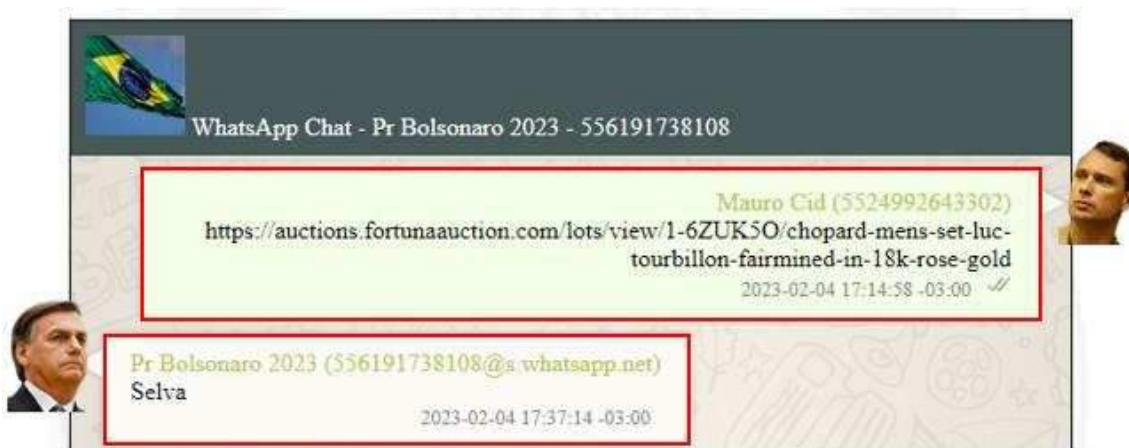 WhatsApp Chat - Pr Bolsonaro 2023 - 556191738108
Mauro Cid (5524992643302)
https://auctions.fortunaauction.com/lots/view/1-6ZUK5O/chopard-mens-set-luc-
tourbillon-fairmined-in-18k-rose-gold
2023-02-04 17:14:58 -03:00
Pr Bolsonaro 2023 (556191738108@s.whatsapp.net)
Selva
2023-02-04 17:37:14 -03:00